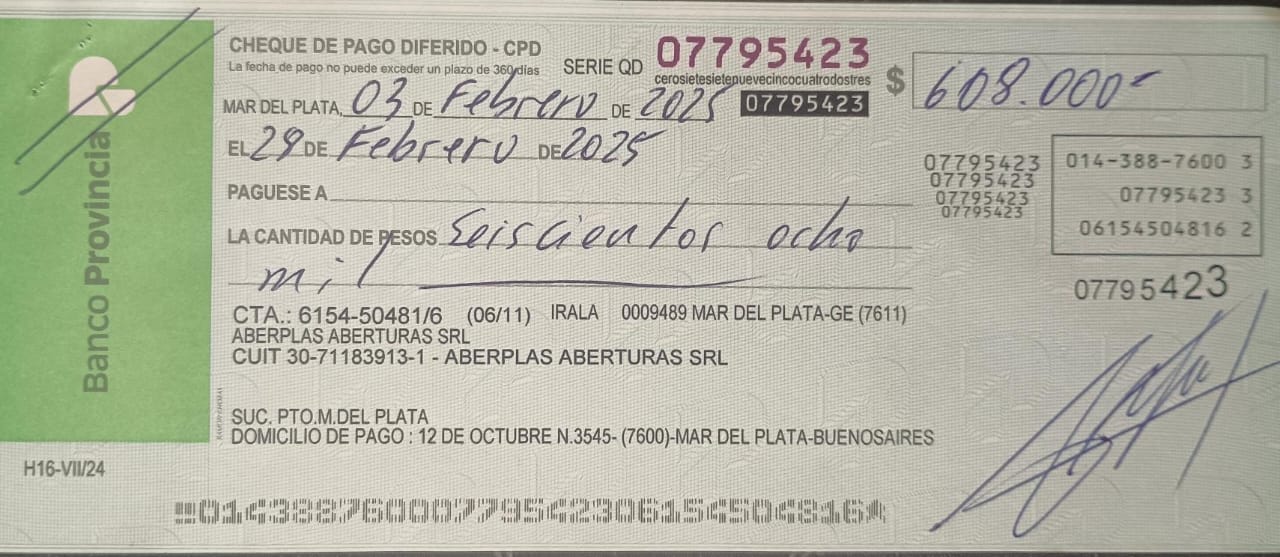 CHEQUE DE PAGO DIFERIDO - CPD
La fecha de pago no puede exceder un plazo de 360 días
SERIE QD 07795423
cerosietesietenuevecincocuatrodostres
$ 608.000-
MAR DEL PLATA, 03 DE Febrero DE 2025 07795423
EL 29 DE Febrero DE 2025
PAGUESE A
LA CANTIDAD DE PESOS Seiscientos ocho
mil
07795423
07795423
07795423
07795423
014-388-7600 3
07795423 3
06154504816 2
07795423
CTA.: 6154-50481/6 (06/11) IRALA 0009489 MAR DEL PLATA-GE (7611)
ABERPLAS ABERTURAS SRL
CUIT 30-71183913-1 - ABERPLAS ABERTURAS SRL
SUC. PTO.M.DEL PLATA
DOMICILIO DE PAGO : 12 DE OCTUBRE N.3545- (7600)-MAR DEL PLATA-BUENOSAIRES
Banco Provincia
H16-VII/24
01438876000779542306154504816